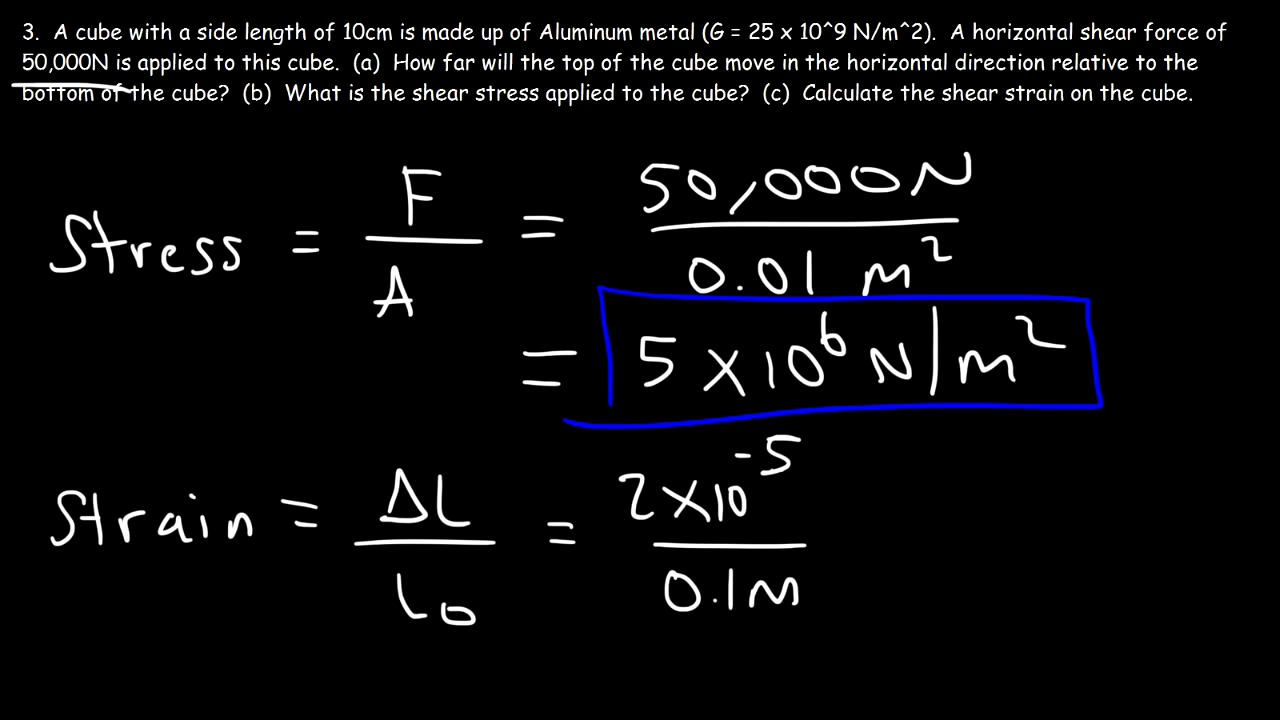 3. A cube with a side length of 10cm is made up of Aluminum metal (G = 25 x 10^9 N/m^2). A horizontal shear force of
50,000N is applied to this cube. (a) How far will the top of the cube move in the horizontal direction relative to the
bottom of the cube? (b) What is the shear stress applied to the cube? (c) Calculate the shear strain on the cube.
Stress = F/A = 50,000N/0.01 m²
= 5 x 10⁶ N/m²
Strain = ΔL/L₀ = 2 x 10⁻⁵/0.1M